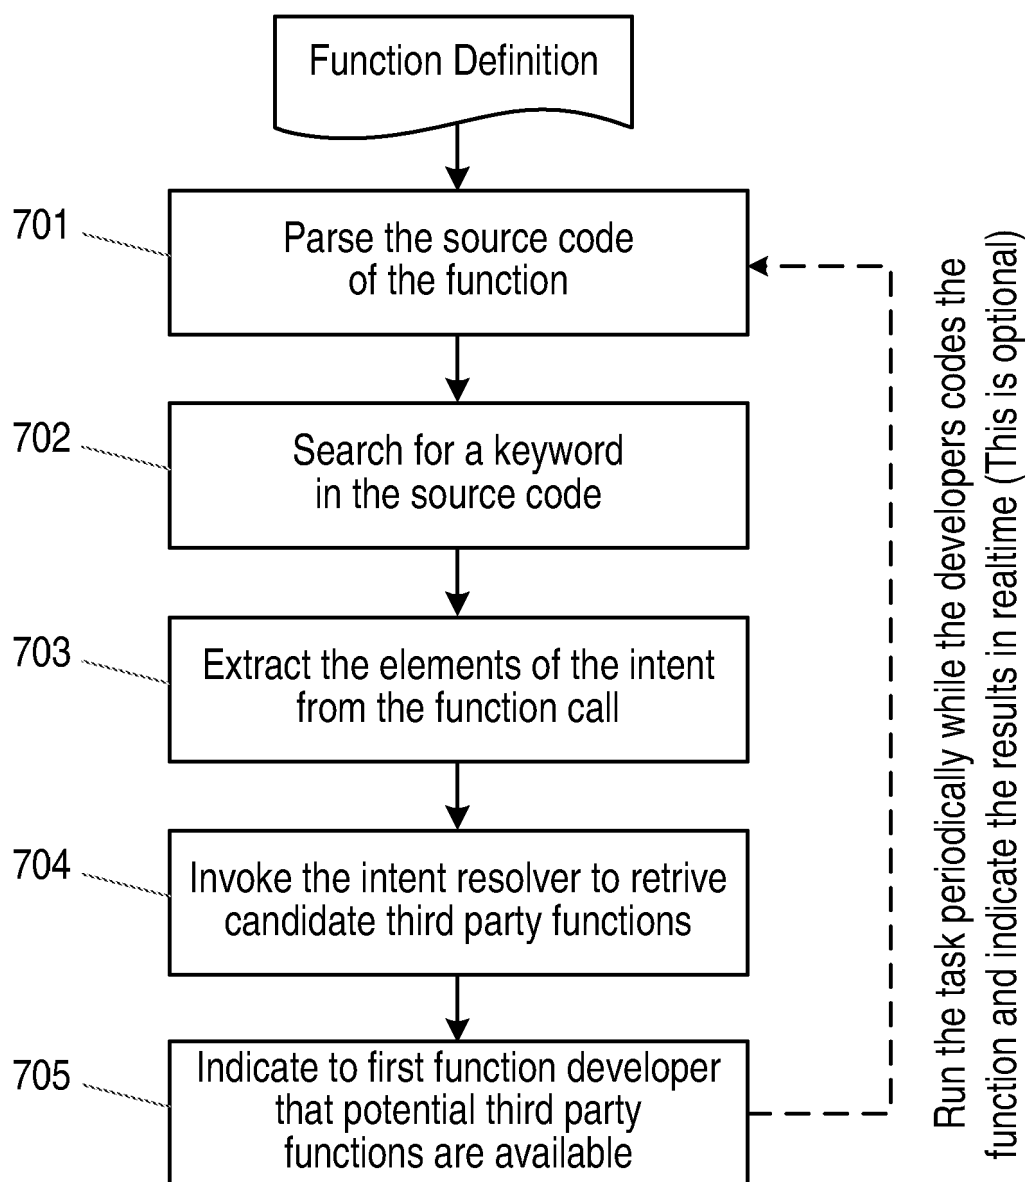 Function Definition
701
Parse the source code
of the function
702
Search for a keyword
in the source code
703
Extract the elements of the intent
from the function call
704
Invoke the intent resolver to retrive
candidate third party functions
705
Indicate to first function developer
that potential third party
functions are available
Run the task periodically while the developers codes the
function and indicate the results in realtime (This is optional)